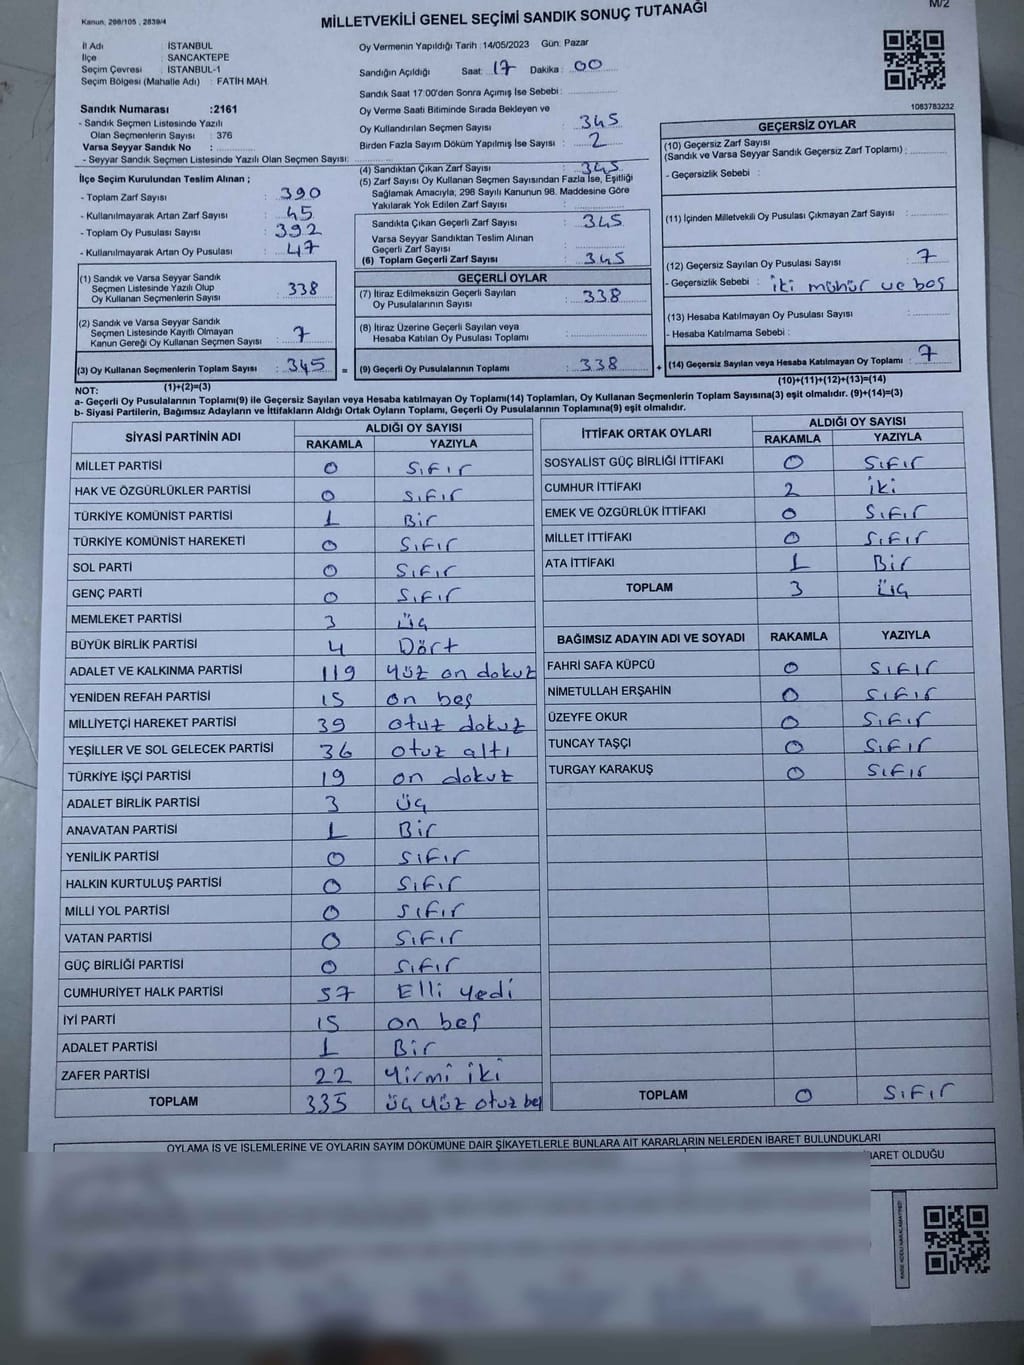 Kanun, 298/105 , 2839/4
M/2
MİLLETVEKİLİ GENEL SEÇİMİ SANDIK SONUÇ TUTANAĞI
İl Adı : İSTANBUL
İlçe : SANCAKTEPE
Seçim Çevresi : İSTANBUL-1
Seçim Bölgesi (Mahalle Adı) : FATİH MAH.
Sandık Numarası :2161
- Sandık Seçmen Listesinde Yazılı
Olan Seçmenlerin Sayısı : 376
Varsa Seyyar Sandık No :
- Seyyar Sandık Seçmen Listesinde Yazılı Olan Seçmen Sayısı:
Oy Vermenin Yapıldığı Tarih : 14/05/2023 Gün: Pazar
Sandığın Açıldığı Saat: 17 Dakika : 00
Sandık Saat 17:00'den Sonra Açımış İse Sebebi:
Oy Verme Saati Bitiminde Sırada Bekleyen ve
Oy Kullandırılan Seçmen Sayısı : 345
Birden Fazla Sayım Döküm Yapılmış İse Sayısı : 2
1083783232
İlçe Seçim Kurulundan Teslim Alınan ;
- Toplam Zarf Sayısı : 390
- Kullanılmayarak Artan Zarf Sayısı : 45
- Toplam Oy Pusulası Sayısı : 392
- Kullanılmayarak Artan Oy Pusulası : 47
(1) Sandık ve Varsa Seyyar Sandık
Seçmen Listesinde Yazılı Olup
Oy Kullanan Seçmenlerin Sayısı : 338
(2) Sandık ve Varsa Seyyar Sandık
Seçmen Listesinde Kayıtlı Olmayan
Kanun Gereği Oy Kullanan Seçmen Sayısı : 7
(3) Oy Kullanan Seçmenlerin Toplam Sayısı : 345 =
(1)+(2)=(3)
(4) Sandıktan Çıkan Zarf Sayısı : 345
(5) Zarf Sayısı Oy Kullanan Seçmen Sayısından Fazla İse, Eşitliği
Sağlamak Amacıyla, 298 Sayılı Kanunun 98. Maddesine Göre
Yakılarak Yok Edilen Zarf Sayısı :
Sandıkta Çıkan Geçerli Zarf Sayısı : 345
Varsa Seyyar Sandıktan Teslim Alınan
Geçerli Zarf Sayısı :
(6) Toplam Geçerli Zarf Sayısı : 345
GEÇERLİ OYLAR
(7) İtiraz Edilmeksizin Geçerli Sayılan
Oy Pusulalarının Sayısı : 338
(8) İtiraz Üzerine Geçerli Sayılan veya
Hesaba Katılan Oy Pusulası Toplamı :
(9) Geçerli Oy Pusulalarının Toplamı : 338 +
GEÇERSİZ OYLAR
(10) Geçersiz Zarf Sayısı
(Sandık ve Varsa Seyyar Sandık Geçersiz Zarf Toplamı) :
- Geçersizlik Sebebi :
(11) İçinden Milletvekili Oy Pusulası Çıkmayan Zarf Sayısı :
(12) Geçersiz Sayılan Oy Pusulası Sayısı : 7
- Geçersizlik Sebebi : iki mühür ve boş
(13) Hesaba Katılmayan Oy Pusulası Sayısı :
- Hesaba Katılmama Sebebi :
(14) Geçersiz Sayılan veya Hesaba Katılmayan Oy Toplamı : 7
(10)+(11)+(12)+(13)=(14)
NOT:
a- Geçerli Oy Pusulasının Toplamı(9) ile Geçersiz Sayılan veya Hesaba katılmayan Oy Toplamı(14) Toplamları, Oy Kullanan Seçmenlerin Toplam Sayısına(3) eşit olmalıdır. (9)+(14)=(3)
b- Siyasi Partilerin, Bağımsız Adayların ve İttifakların Aldığı Ortak Oyların Toplamı, Geçerli Oy Pusulalarının Toplamına(9) eşit olmalıdır.
SİYASİ PARTİNİN ADI ALDIĞI OY SAYISI
RAKAMLA YAZIYLA
MİLLET PARTİSİ 0 Sıfır
HAK VE ÖZGÜRLÜKLER PARTİSİ 0 Sıfır
TÜRKİYE KOMÜNİST PARTİSİ 1 Bir
TÜRKİYE KOMÜNİST HAREKETİ 0 Sıfır
SOL PARTİ 0 Sıfır
GENÇ PARTİ 0 Sıfır
MEMLEKET PARTİSİ 3 Üç
BÜYÜK BİRLİK PARTİSİ 4 Dört
ADALET VE KALKINMA PARTİSİ 119 Yüz on dokuz
YENİDEN REFAH PARTİSİ 15 on beş
MİLLİYETÇİ HAREKET PARTİSİ 39 otuz dokuz
YEŞİLLER VE SOL GELECEK PARTİSİ 36 otuz altı
TÜRKİYE İŞÇİ PARTİSİ 19 on dokuz
ADALET BİRLİK PARTİSİ 3 üç
ANAVATAN PARTİSİ 1 Bir
YENİLİK PARTİSİ 0 Sıfır
HALKIN KURTULUŞ PARTİSİ 0 Sıfır
MİLLİ YOL PARTİSİ 0 Sıfır
VATAN PARTİSİ 0 Sıfır
GÜÇ BİRLİĞİ PARTİSİ 0 Sıfır
CUMHURİYET HALK PARTİSİ 57 Elli yedi
İYİ PARTİ 15 on beş
ADALET PARTİSİ 1 Bir
ZAFER PARTİSİ 22 Yirmi iki
TOPLAM 335 üç yüz otuz beş
İTTİFAK ORTAK OYLARI ALDIĞI OY SAYISI
RAKAMLA YAZIYLA
SOSYALİST GÜÇ BİRLİĞİ İTTİFAKI 0 Sıfır
CUMHUR İTTİFAKI 2 iki
EMEK VE ÖZGÜRLÜK İTTİFAKI 0 Sıfır
MİLLET İTTİFAKI 0 Sıfır
ATA İTTİFAKI 1 Bir
TOPLAM 3 Üç
BAĞIMSIZ ADAYIN ADI VE SOYADI RAKAMLA YAZIYLA
FAHRİ SAFA KÜPCÜ 0 Sıfır
NİMETULLAH ERŞAHİN 0 Sıfır
ÜZEYFE OKUR 0 Sıfır
TUNCAY TAŞÇI 0 Sıfır
TURGAY KARAKUŞ 0 Sıfır
TOPLAM 0 Sıfır
OYLAMA İŞ VE İŞLEMLERİNE VE OYLARIN SAYIM DÖKÜMÜNE DAİR ŞİKAYETLERLE BUNLARA AİT KARARLARIN NELERDEN İBARET BULUNDUKLARI
İBARET OLDUĞU